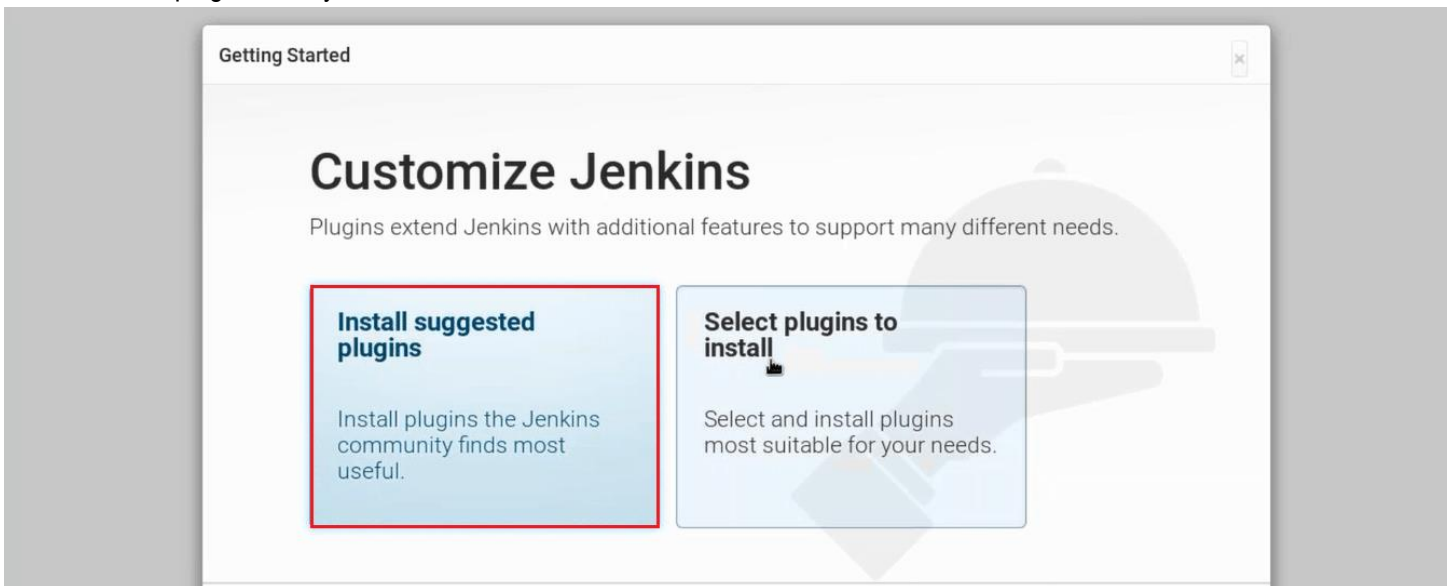 Getting Started
×
Customize Jenkins
Plugins extend Jenkins with additional features to support many different needs.
Install suggested
plugins
Install plugins the Jenkins
community finds most
useful.
Select plugins to
install
Select and install plugins
most suitable for your needs.